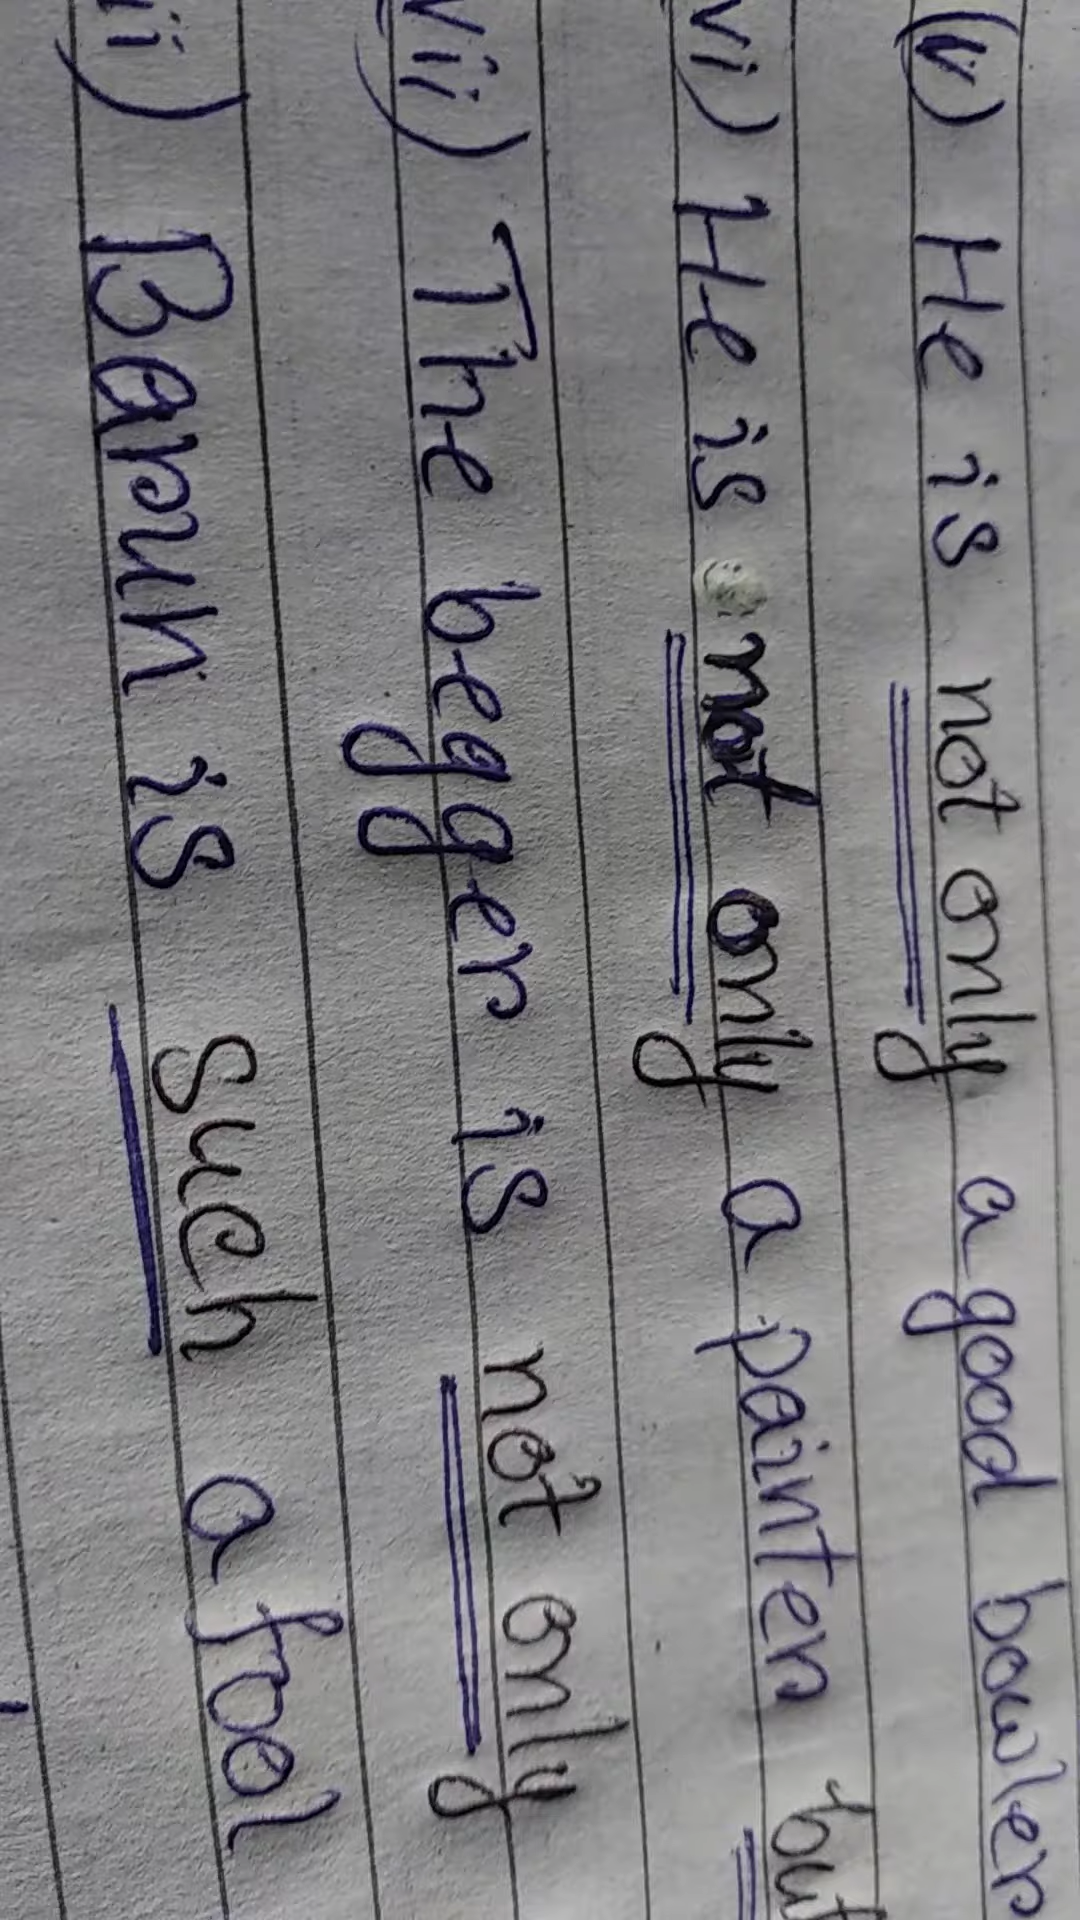 (v) He is not only a good bowler
vi) He is not only a painter but
vii) The begger is not only
ii) Barun is such a fool